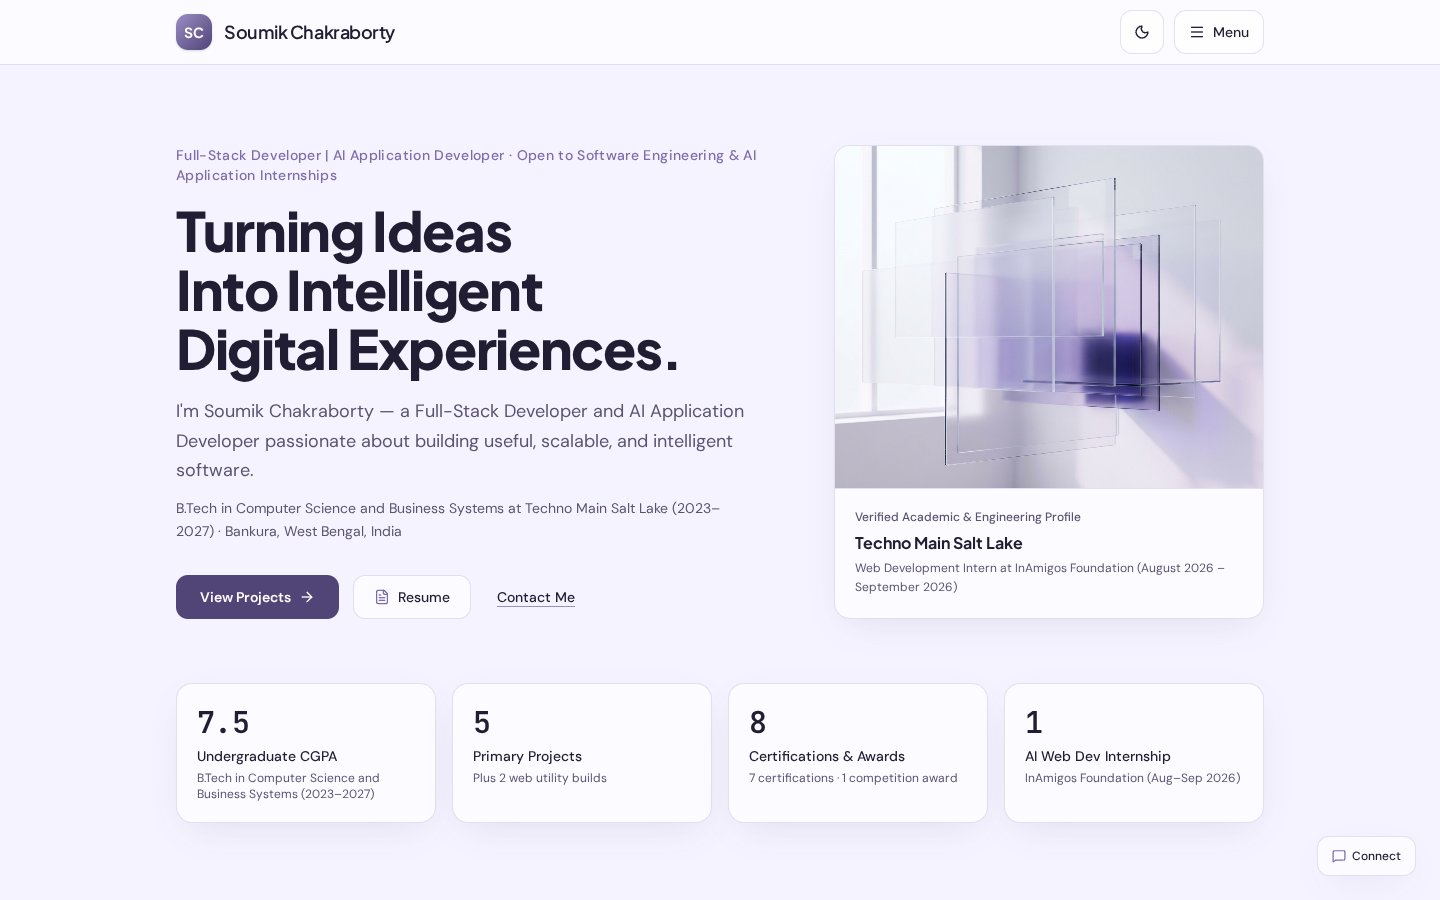 SC
Soumik Chakraborty
Menu
Full-Stack Developer | AI Application Developer · Open to Software Engineering & AI
Application Internships
Turning Ideas
Into Intelligent
Digital Experiences.
I'm Soumik Chakraborty — a Full-Stack Developer and AI Application
Developer passionate about building useful, scalable, and intelligent
software.
B.Tech in Computer Science and Business Systems at Techno Main Salt Lake (2023–
2027) · Bankura, West Bengal, India
View Projects
Resume
Contact Me
Verified Academic & Engineering Profile
Techno Main Salt Lake
Web Development Intern at InAmigos Foundation (August 2026 –
September 2026)
7.5
Undergraduate CGPA
B.Tech in Computer Science and
Business Systems (2023–2027)
5
Primary Projects
Plus 2 web utility builds
8
Certifications & Awards
7 certifications · 1 competition award
1
AI Web Dev Internship
InAmigos Foundation (Aug–Sep 2026)
Connect